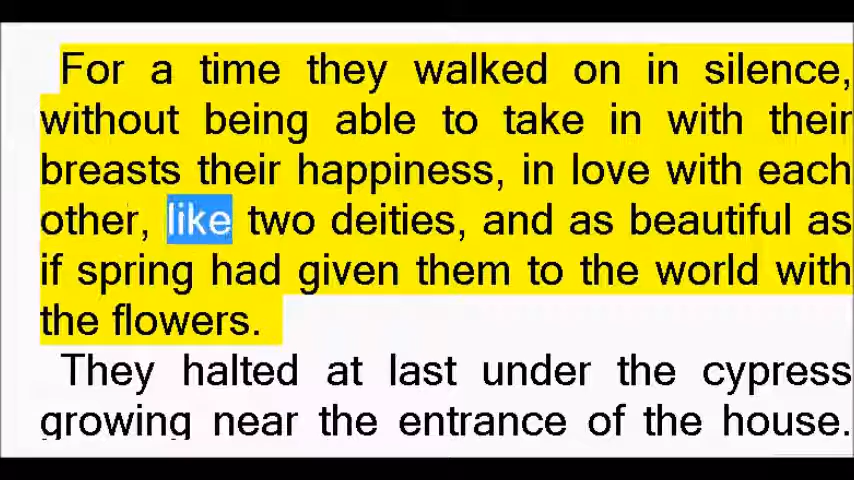 For a time they walked on in silence,
without being able to take in with their
breasts their happiness, in love with each
other, like two deities, and as beautiful as
if spring had given them to the world with
the flowers.
They halted at last under the cypress
growing near the entrance of the house.